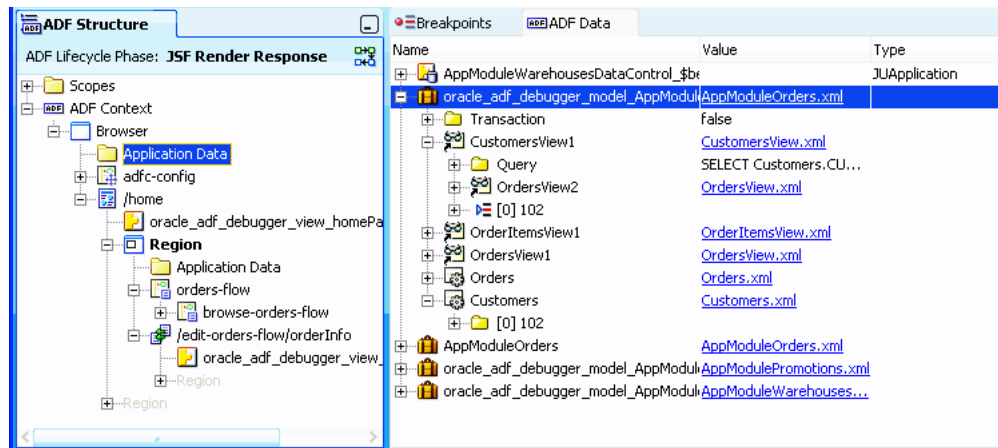 ADF Structure
ADF Lifecycle Phase: JSF Render Response
Scopes
ADF ADF Context
Browser
Application Data
adfc-config
/home
oracle_adf_debugger_view_homePa
Region
Application Data
orders-flow
browse-orders-flow
/edit-orders-flow/orderInfo
oracle_adf_debugger_view_
Region
Region
Breakpoints ADF ADF Data
Name Value Type
AppModuleWarehousesDataControl_$be JUApplication
oracle_adf_debugger_model_AppModul AppModuleOrders.xml
Transaction false
CustomersView1 CustomersView.xml
Query SELECT Customers.CU...
OrdersView2 OrdersView.xml
[0] 102
OrderItemsView1 OrderItemsView.xml
OrdersView1 OrdersView.xml
Orders Orders.xml
Customers Customers.xml
[0] 102
AppModuleOrders AppModuleOrders.xml
oracle_adf_debugger_model_AppModul AppModulePromotions.xml
oracle_adf_debugger_model_AppModul AppModuleWarehouses...